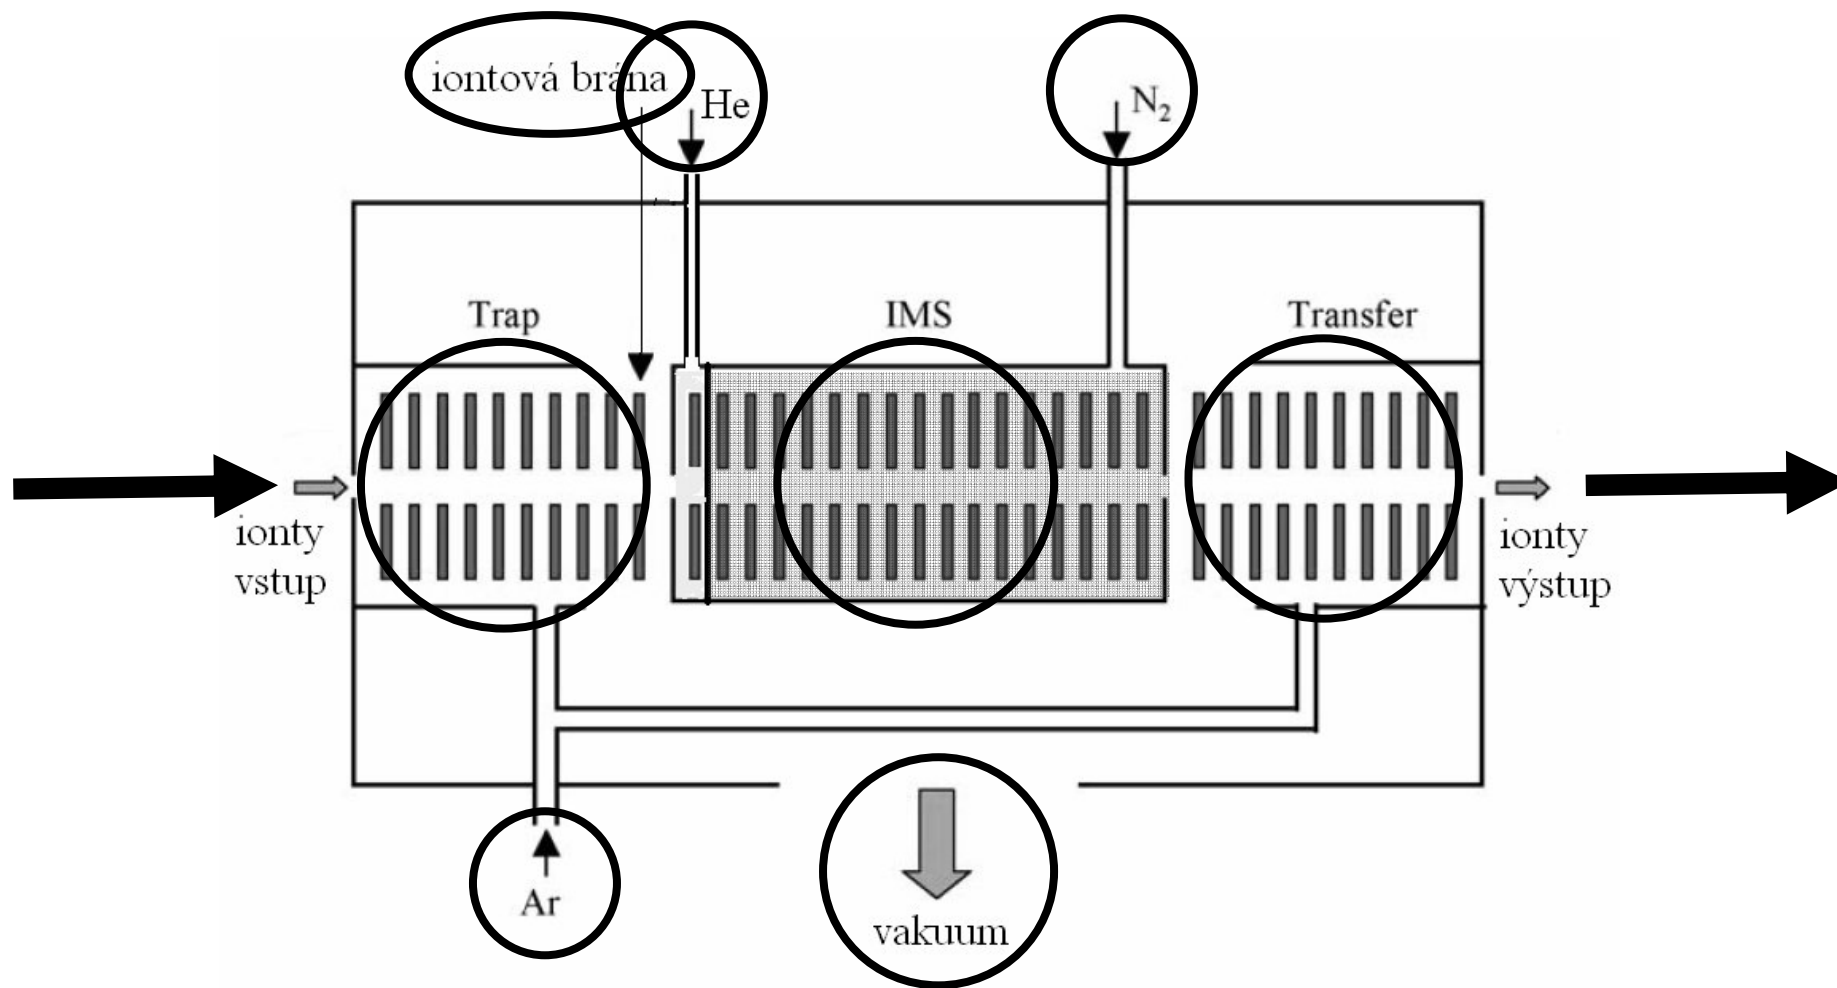 iontová brána
He
N₂
Trap
IMS
Transfer
ionty
vstup
ionty
výstup
Ar
vakuum